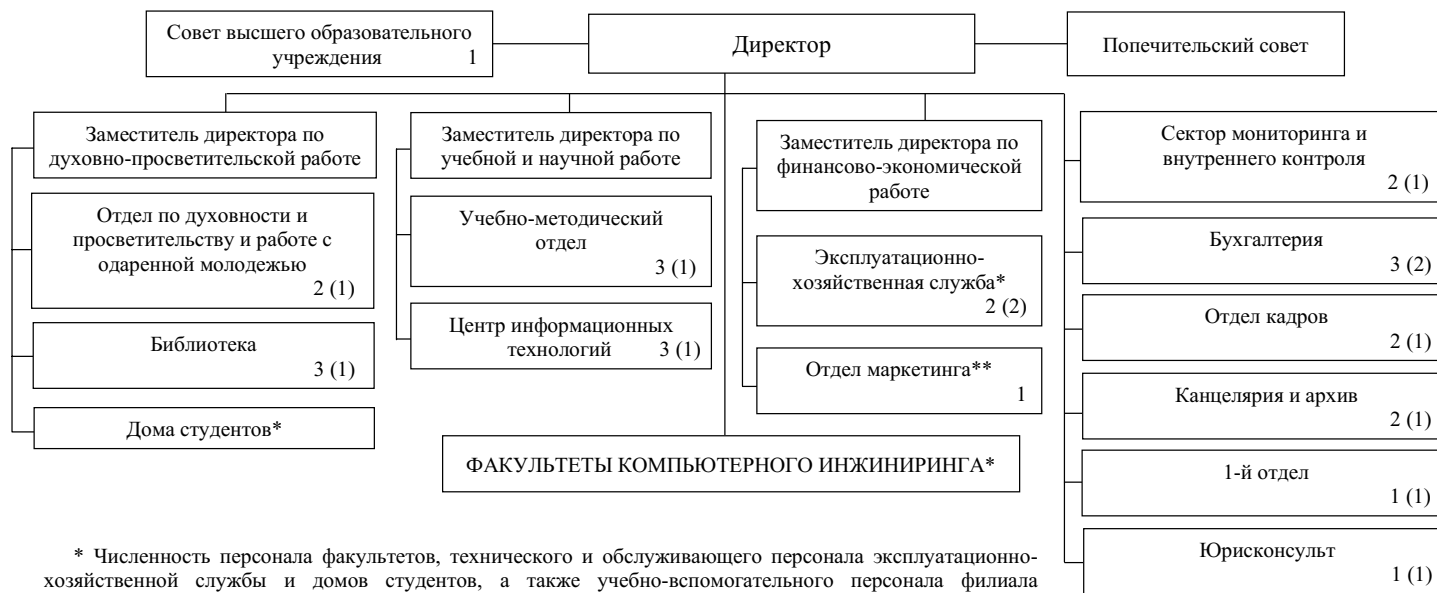 Совет высшего образовательного
учреждения 1
Директор
Попечительский совет
Заместитель директора по
духовно-просветительской работе
Отдел по духовности и
просветительству и работе с
одаренной молодежью
2 (1)
Библиотека
3 (1)
Дома студентов*
Заместитель директора по
учебной и научной работе
Учебно-методический
отдел
3 (1)
Центр информационных
технологий 3 (1)
Заместитель директора по
финансово-экономической
работе
Эксплуатационно-
хозяйственная служба*
2 (2)
Отдел маркетинга**
1
ФАКУЛЬТЕТЫ КОМПЬЮТЕРНОГО ИНЖИНИРИНГА*
Сектор мониторинга и
внутреннего контроля
2 (1)
Бухгалтерия
3 (2)
Отдел кадров
2 (1)
Канцелярия и архив
2 (1)
1-й отдел
1 (1)
Юрисконсульт
1 (1)
* Численность персонала факультетов, технического и обслуживающего персонала эксплуатационно-
хозяйственной службы и домов студентов, а также учебно-вспомогательного персонала филиала